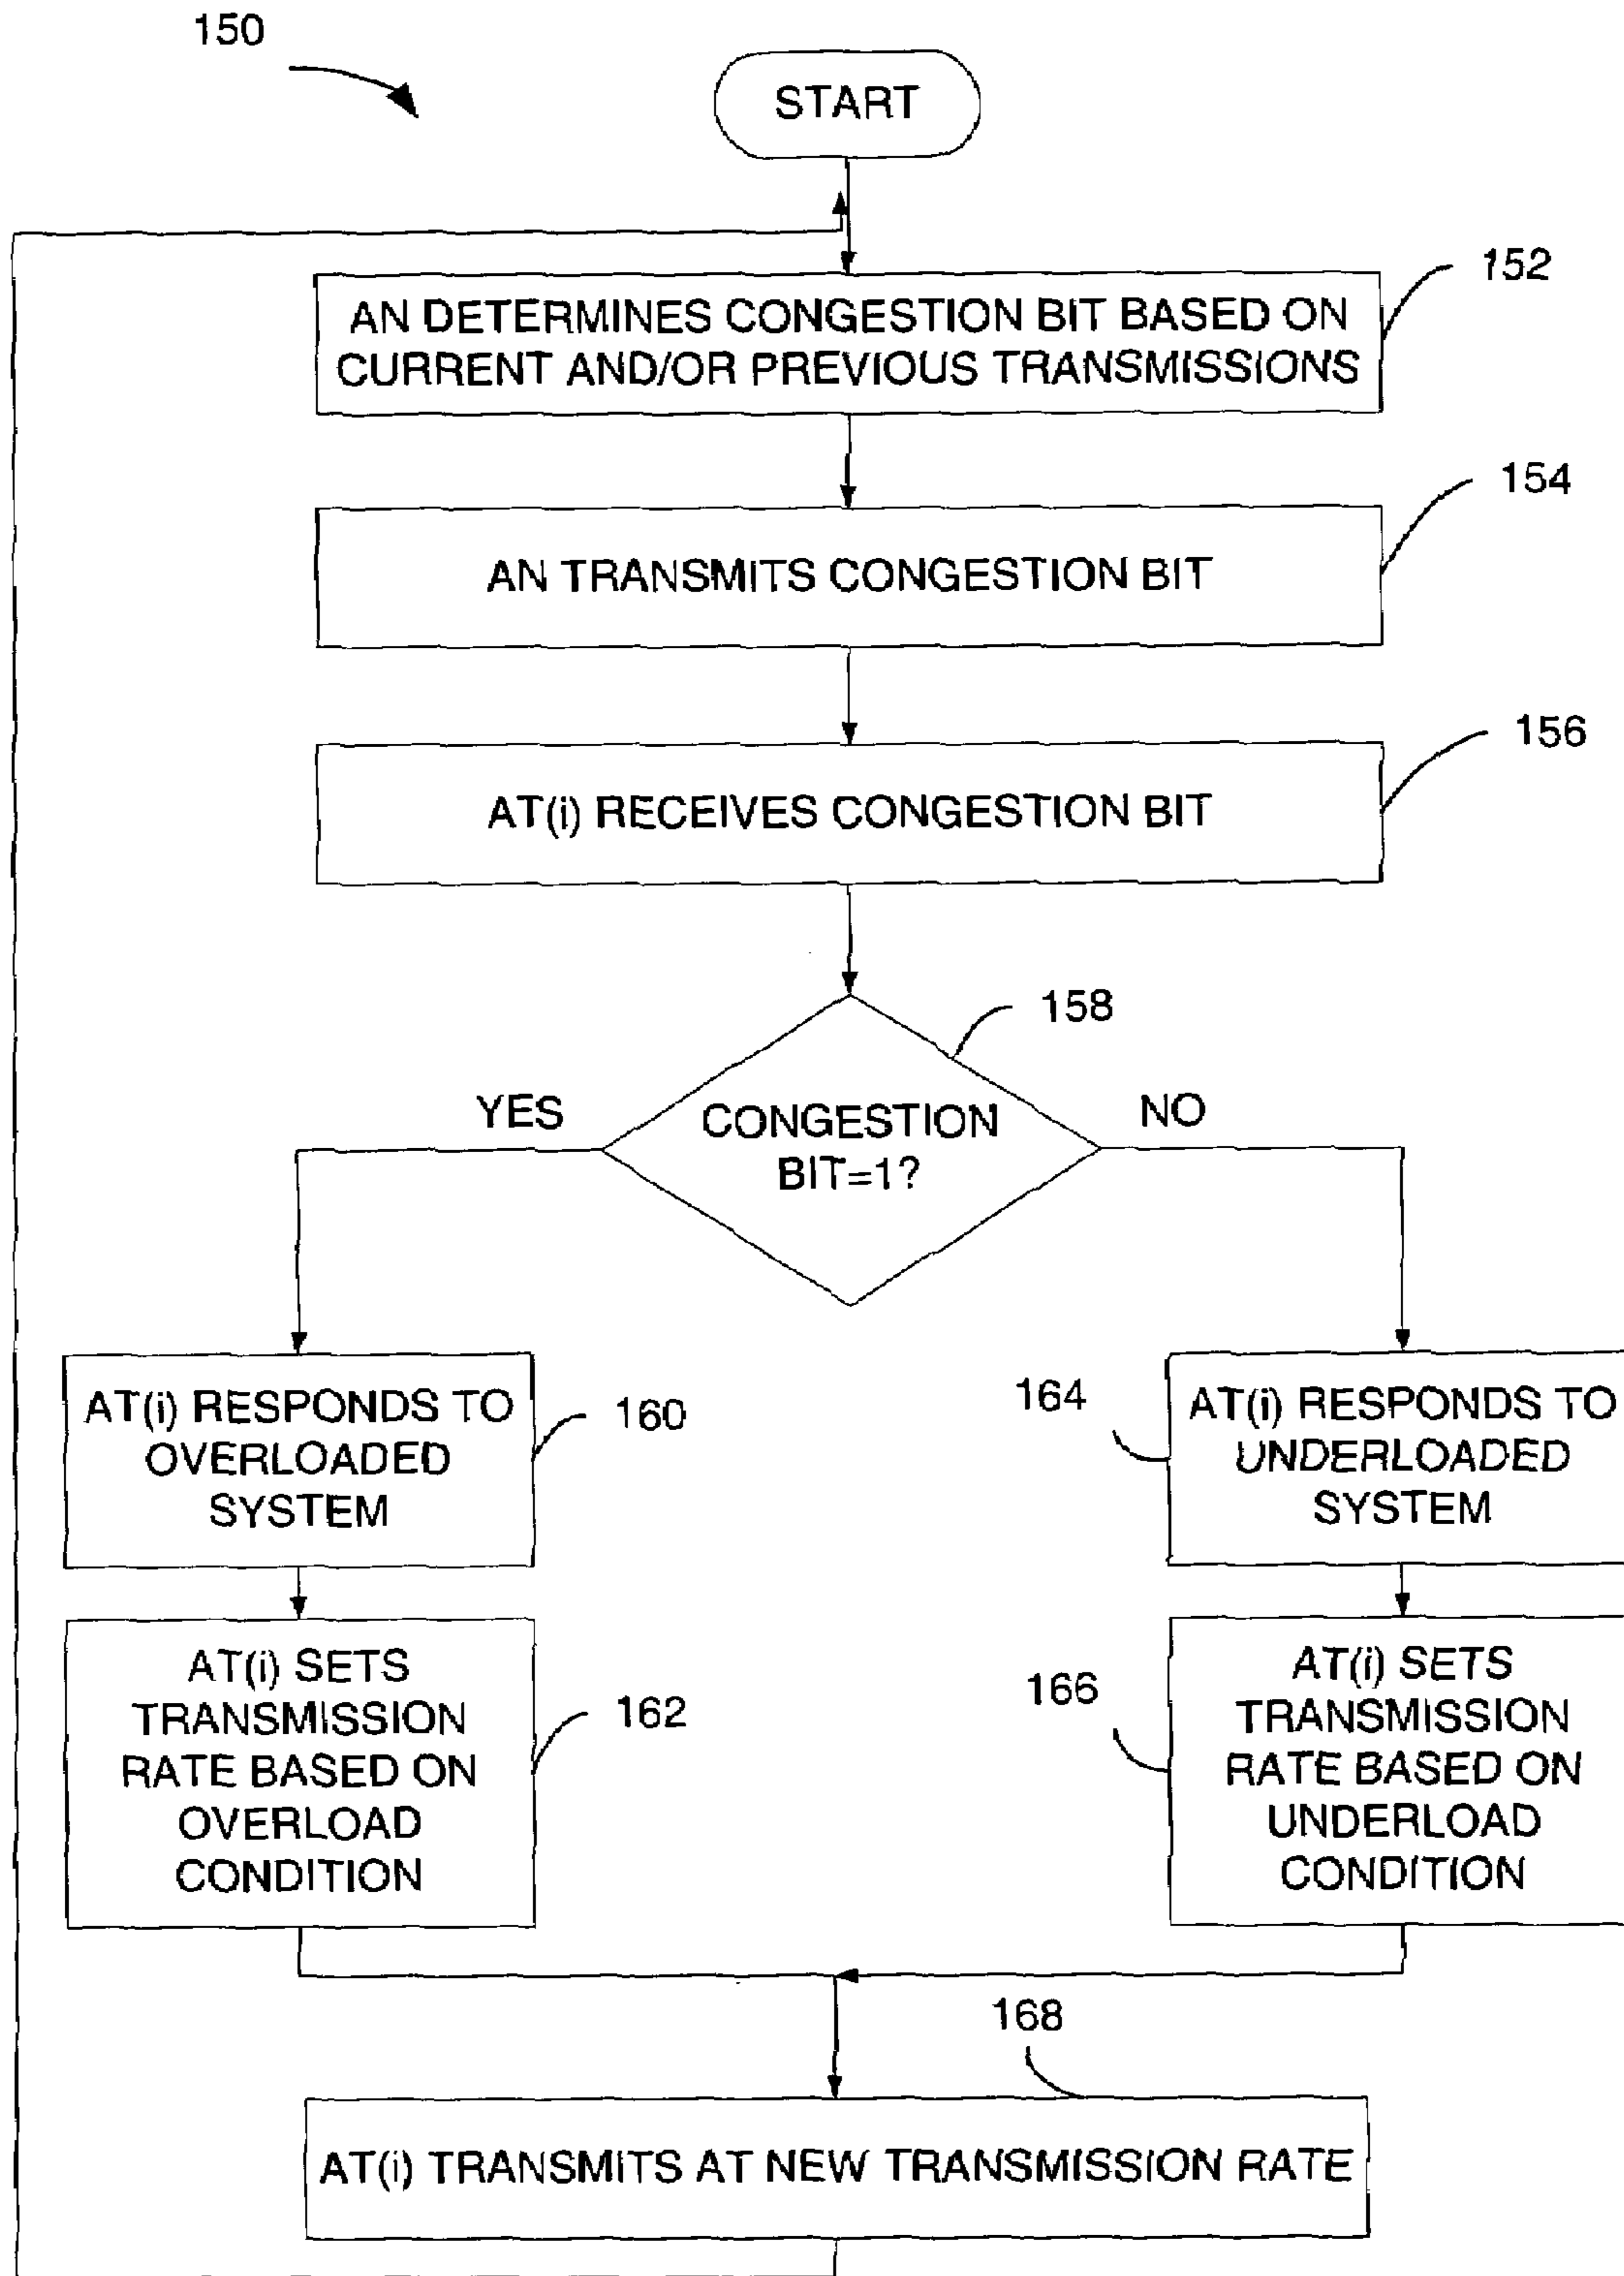 150
START
152
AN DETERMINES CONGESTION BIT BASED ON
CURRENT AND/OR PREVIOUS TRANSMISSIONS
154
AN TRANSMITS CONGESTION BIT
156
AT(i) RECEIVES CONGESTION BIT
158
YES
CONGESTION
BIT=1?
NO
AT(i) RESPONDS TO
OVERLOADED
SYSTEM
160
164
AT(i) RESPONDS TO
UNDERLOADED
SYSTEM
AT(i) SETS
TRANSMISSION
RATE BASED ON
OVERLOAD
CONDITION
162
166
AT(i) SETS
TRANSMISSION
RATE BASED ON
UNDERLOAD
CONDITION
168
AT(i) TRANSMITS AT NEW TRANSMISSION RATE